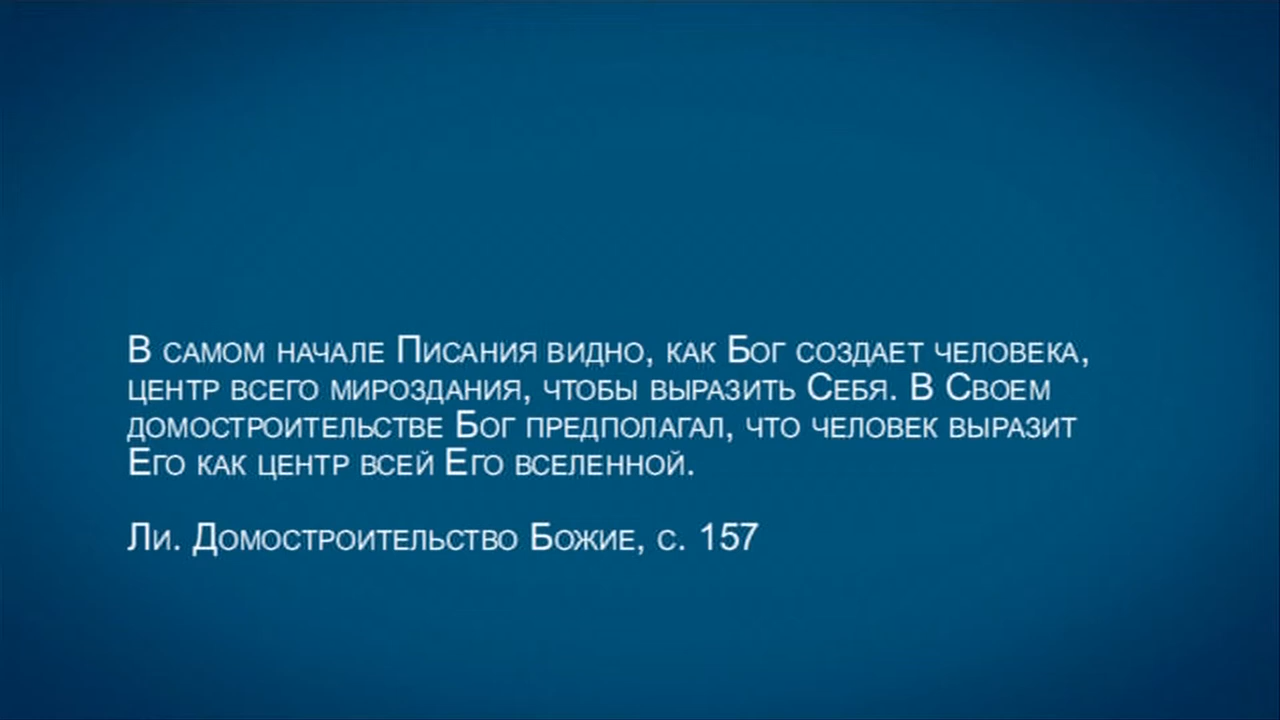 В самом начале Писания видно, как Бог создает человека,
центр всего мироздания, чтобы выразить Себя. В Своем
домостроительстве Бог предполагал, что человек выразит
Его как центр всей Его вселенной.
Ли. Домостроительство Божие, с. 157